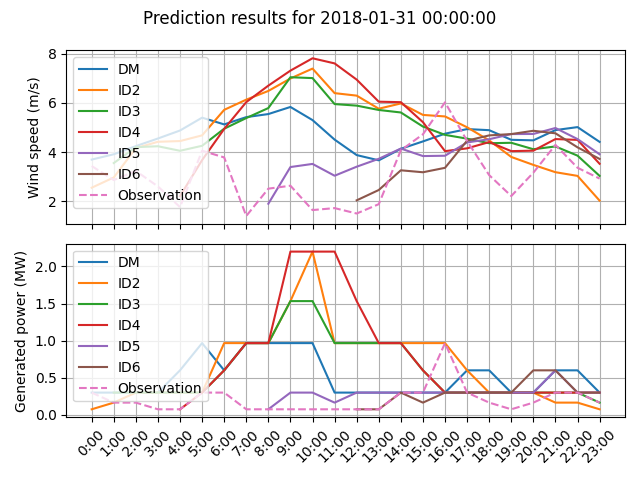 Prediction results for 2018-01-31 00:00:00
Wind speed (m/s)
8
6
4
2
DM
ID2
ID3
ID4
ID5
ID6
Observation
Generated power (MW)
2.0
1.5
1.0
0.5
0.0
DM
ID2
ID3
ID4
ID5
ID6
Observation
0:00
1:00
2:00
3:00
4:00
5:00
6:00
7:00
8:00
9:00
10:00
11:00
12:00
13:00
14:00
15:00
16:00
17:00
18:00
19:00
20:00
21:00
22:00
23:00